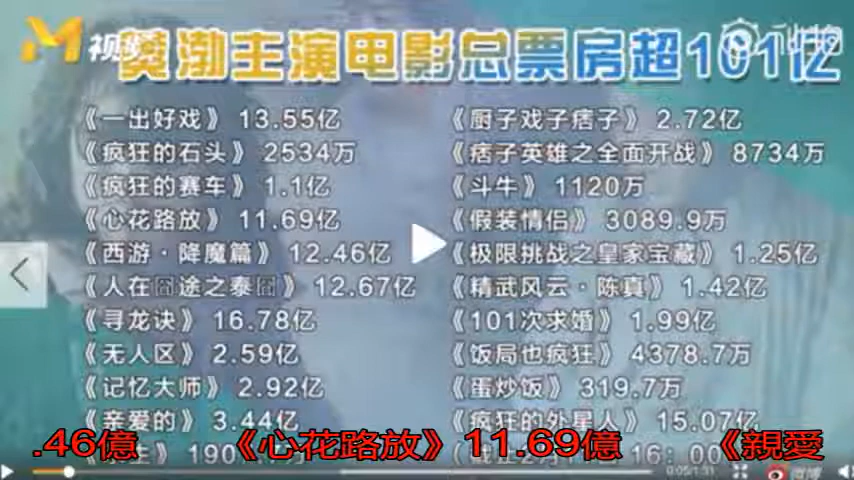 视频
黄渤主演电影总票房超101亿
《一出好戏》 13.55亿
《疯狂的石头》 2534万
《疯狂的赛车》 1.1亿
《心花路放》 11.69亿
《西游·降魔篇》 12.46亿
《人在囧途之泰囧》 12.67亿
《寻龙诀》 16.78亿
《无人区》 2.59亿
《记忆大师》 2.92亿
《亲爱的》 3.44亿
《厨子戏子痞子》 2.72亿
《痞子英雄之全面开战》 8734万
《斗牛》 1120万
《假装情侣》 3089.9万
《极限挑战之皇家宝藏》 1.25亿
《精武风云·陈真》 1.42亿
《101次求婚》 1.99亿
《饭局也疯狂》 4378.7万
《蛋炒饭》 319.7万
《疯狂的外星人》 15.07亿
.46億 《心花路放》11.69億 《親愛
16：00
0:05/1:31
微博